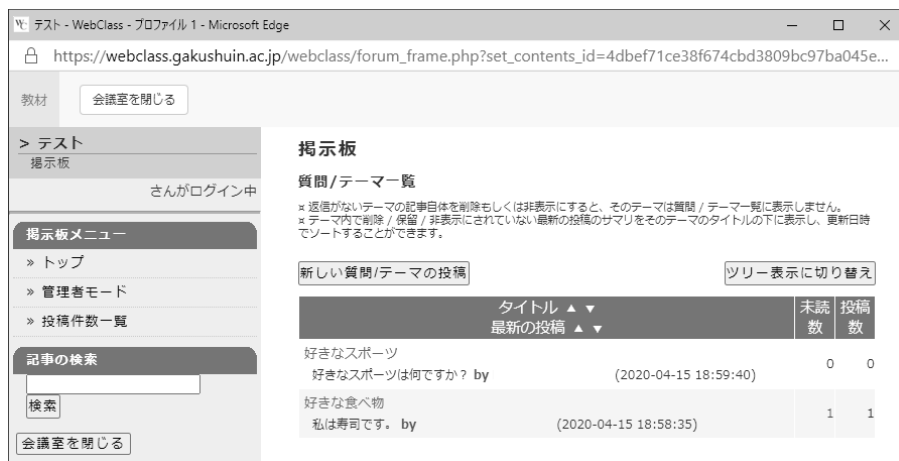 テスト - WebClass - プロファイル 1 - Microsoft Edge
https://webclass.gakushuin.ac.jp/webclass/forum_frame.php?set_contents_id=4dbef71ce38f674cbd3809bc97ba045e...
教材 会議室を閉じる
> テスト
掲示板
さんがログイン中
掲示板メニュー
» トップ
» 管理者モード
» 投稿件数一覧
記事の検索
検索
会議室を閉じる
掲示板
質問/テーマ一覧
¤ 返信がないテーマの記事自体を削除もしくは非表示にすると、そのテーマは質問 / テーマ一覧に表示しません。
¤ テーマ内で削除 / 保留 / 非表示にされていない最新の投稿のサマリをそのテーマのタイトルの下に表示し、更新日時
でソートすることができます。
新しい質問/テーマの投稿 ツリー表示に切り替え
タイトル ▲ ▼ 未読 投稿
最新の投稿 ▲ ▼ 数 数
好きなスポーツ 0 0
好きなスポーツは何ですか? by (2020-04-15 18:59:40)
好きな食べ物 1 1
私は寿司です。 by (2020-04-15 18:58:35)